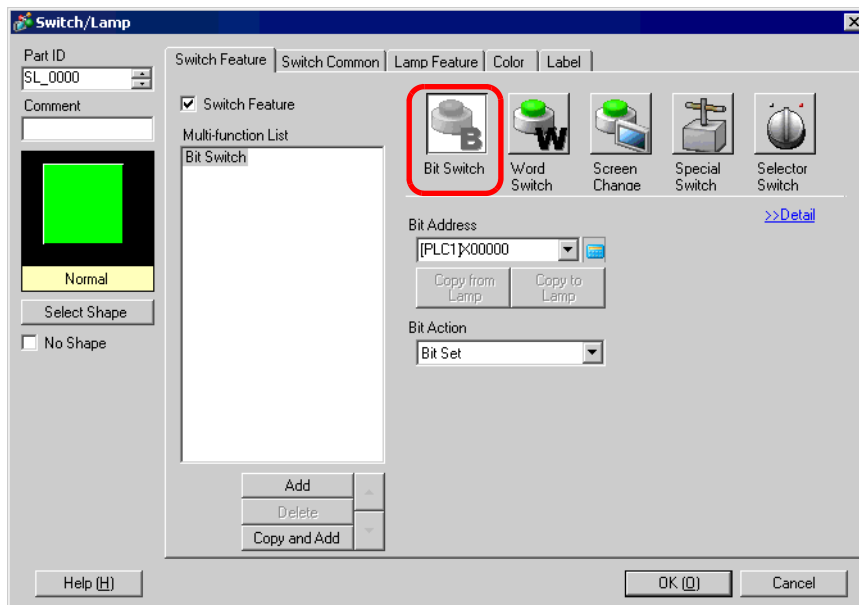 Switch/Lamp
Part ID
SL_0000
Comment
Normal
Select Shape
No Shape
Switch Feature
Switch Common
Lamp Feature
Color
Label
Switch Feature
Multi-function List
Bit Switch
Add
Delete
Copy and Add
B
Bit Switch
W
Word
Switch
Screen
Change
Special
Switch
Selector
Switch
>>Detail
Bit Address
[PLC1]X00000
Copy from
Lamp
Copy to
Lamp
Bit Action
Bit Set
Help (H)
OK (O)
Cancel